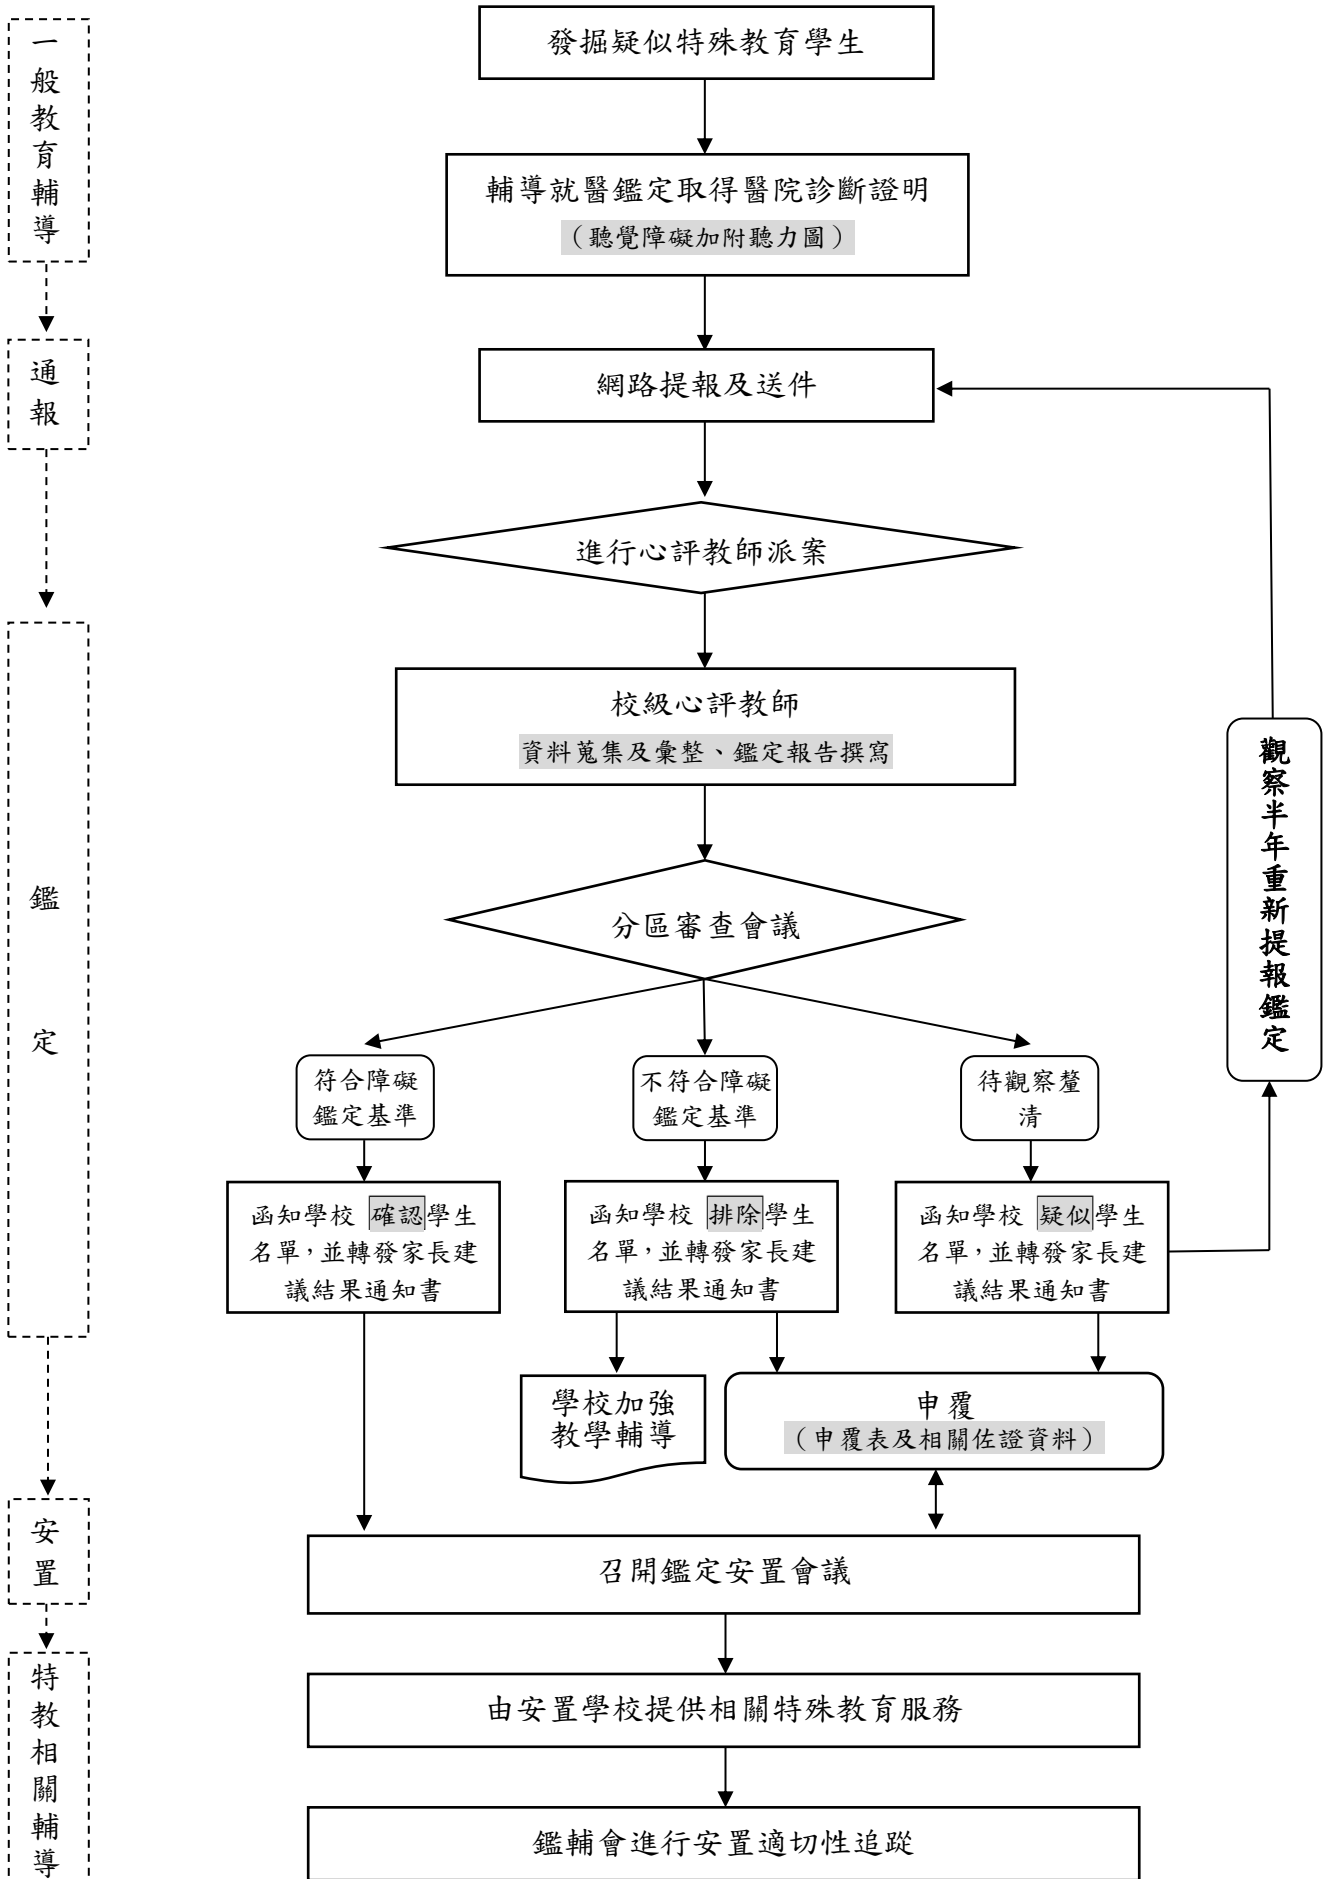 一般教育輔導
通報
鑑定
安置
特教相關輔導
發掘疑似特殊教育學生
輔導就醫鑑定取得醫院診斷證明
（聽覺障礙加附聽力圖）
網路提報及送件
進行心評教師派案
校級心評教師
資料蒐集及彙整、鑑定報告撰寫
分區審查會議
符合障礙
鑑定基準
不符合障礙
鑑定基準
待觀察釐
清
函知學校 確認學生
名單，並轉發家長建
議結果通知書
函知學校 排除學生
名單，並轉發家長建
議結果通知書
函知學校 疑似學生
名單，並轉發家長建
議結果通知書
觀察半年重新提報鑑定
學校加強
教學輔導
申覆
（申覆表及相關佐證資料）
召開鑑定安置會議
由安置學校提供相關特殊教育服務
鑑輔會進行安置適切性追蹤